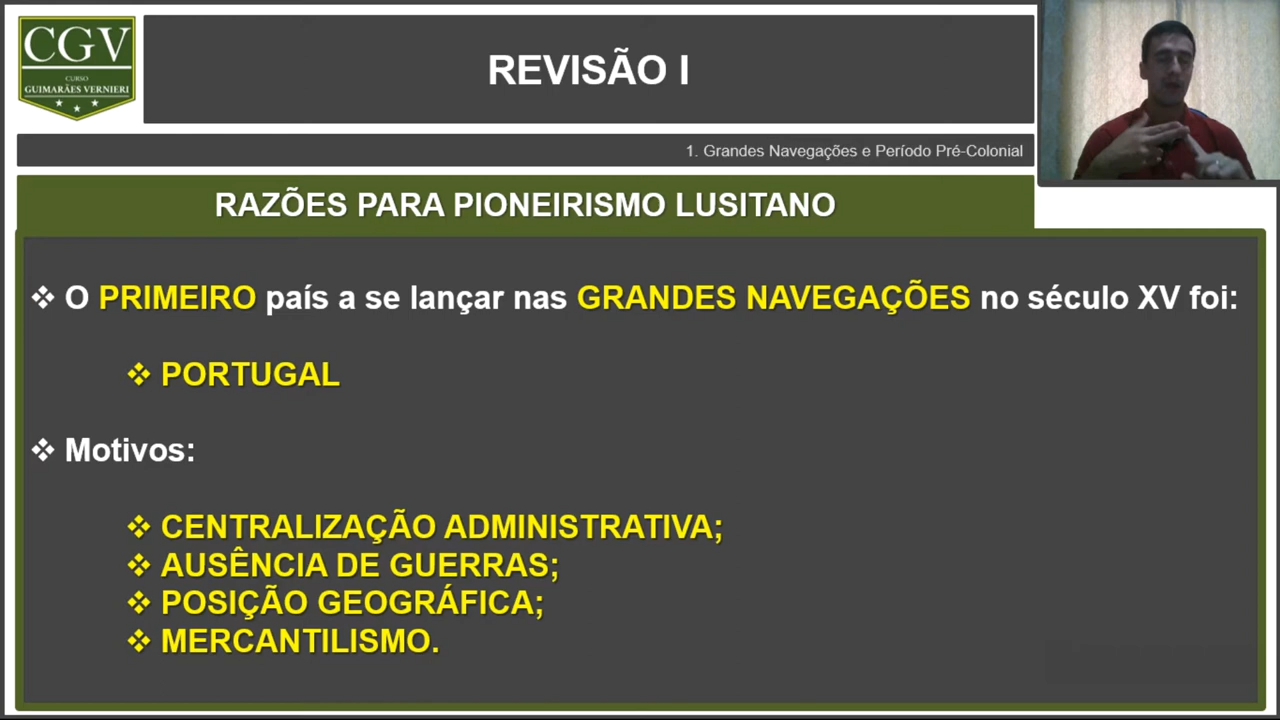 CGV
CURSO
GUIMARÃES VERNIERI
REVISÃO I
1. Grandes Navegações e Período Pré-Colonial
RAZÕES PARA PIONEIRISMO LUSITANO
❖ O PRIMEIRO país a se lançar nas GRANDES NAVEGAÇÕES no século XV foi:
❖ PORTUGAL
❖ Motivos:
❖ CENTRALIZAÇÃO ADMINISTRATIVA;
❖ AUSÊNCIA DE GUERRAS;
❖ POSIÇÃO GEOGRÁFICA;
❖ MERCANTILISMO.